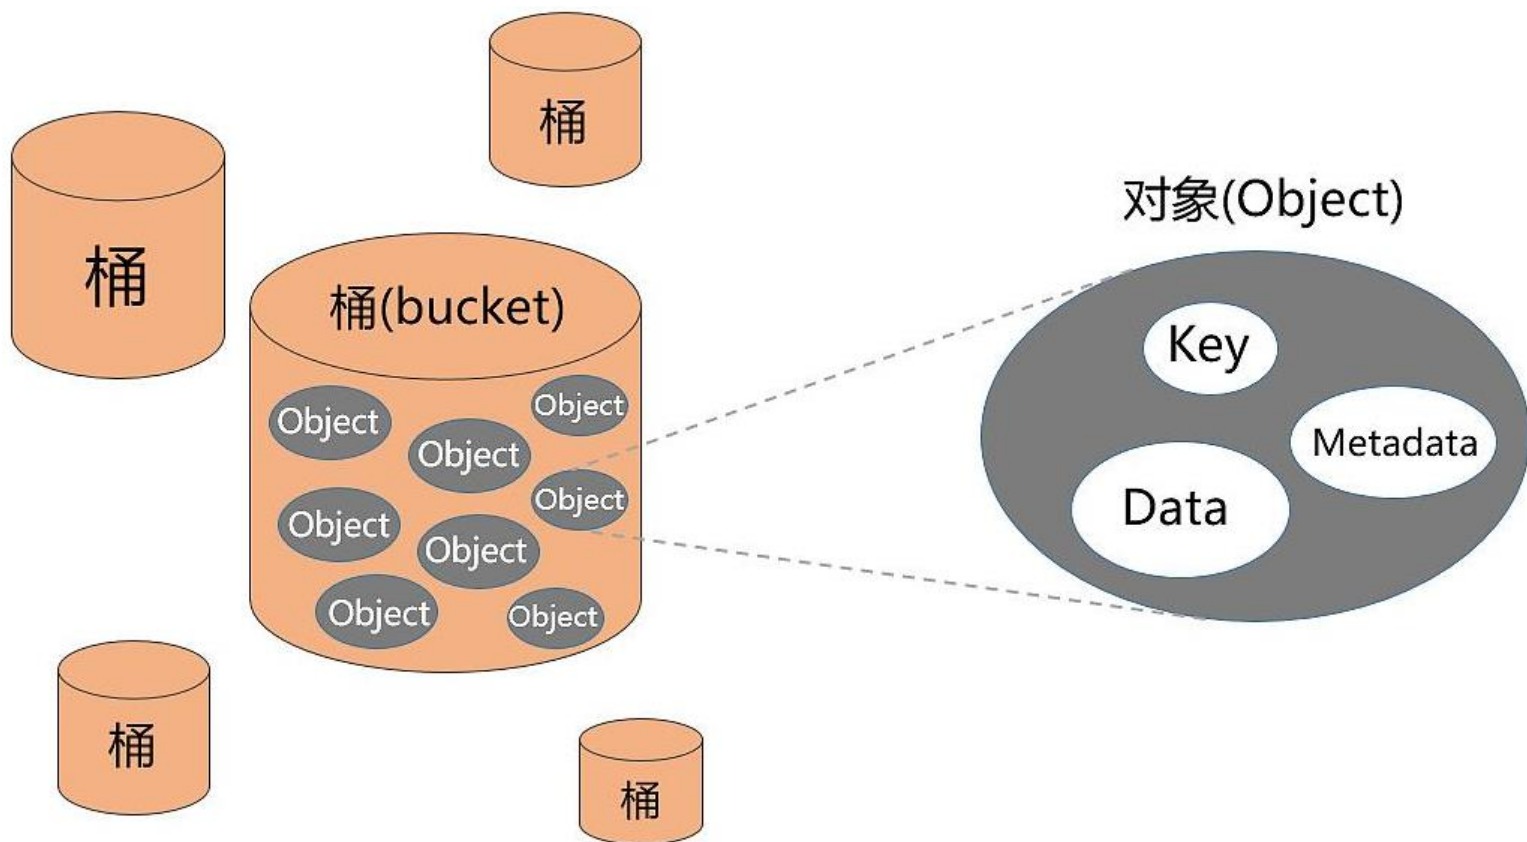 桶
桶
桶(bucket)
Object
Object
Object
Object
Object
Object
Object
Object
桶
桶
对象(Object)
Key
Metadata
Data